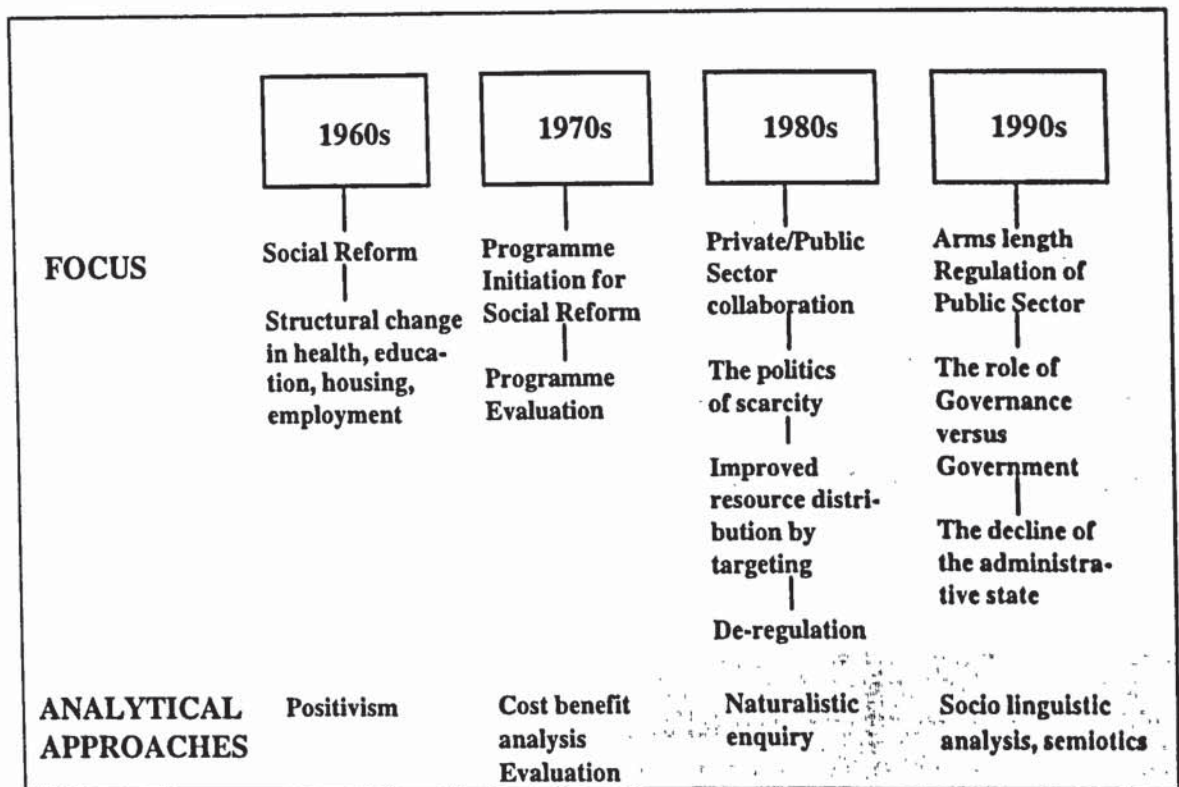 1960s
1970s
1980s
1990s
FOCUS
Social Reform
Structural change
in health, educa-
tion, housing,
employment
Programme
Initiation for
Social Reform
Programme
Evaluation
Private/Public
Sector
collaboration
The politics
of scarcity
Improved
resource distri-
bution by
targeting
De-regulation
Arms length
Regulation of
Public Sector
The role of
Governance
versus
Government
The decline of
the administra-
tive state
ANALYTICAL
APPROACHES
Positivism
Cost benefit
analysis
Evaluation
Naturalistic
enquiry
Socio linguistic
analysis, semiotics